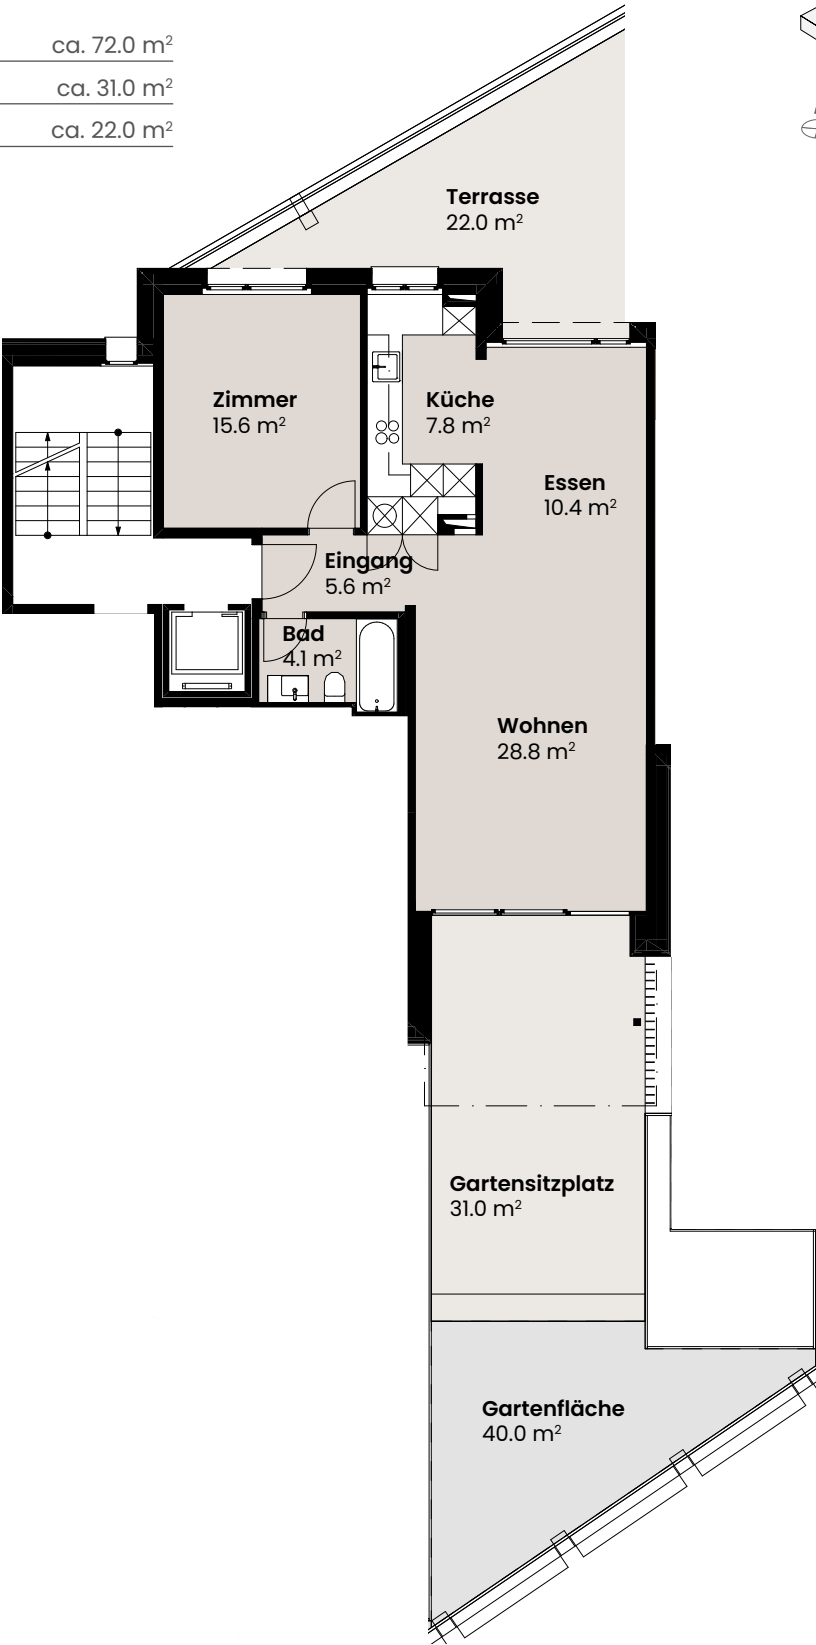 ca. 72.0 m²
ca. 31.0 m²
ca. 22.0 m²
Terrasse
22.0 m²
Zimmer
15.6 m²
Küche
7.8 m²
Essen
10.4 m²
Eingang
5.6 m²
Bad
4.1 m²
Wohnen
28.8 m²
Gartensitzplatz
31.0 m²
Gartenfläche
40.0 m²